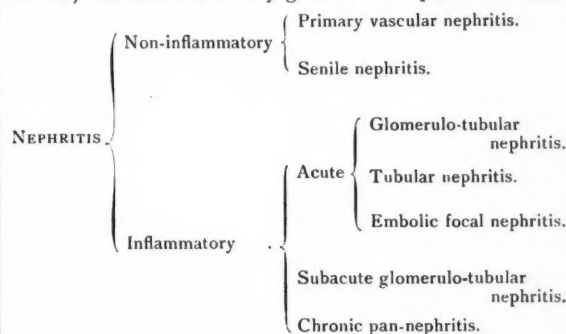 Primary vascular nephritis.
Non-inflammatory
Senile nephritis.
NEPHRITIS
Glomerulo-tubular
nephritis.
Acute
Tubular nephritis.
Embolic focal nephritis.
Inflammatory
Subacute glomerulo-tubular
nephritis.
Chronic pan-nephritis.